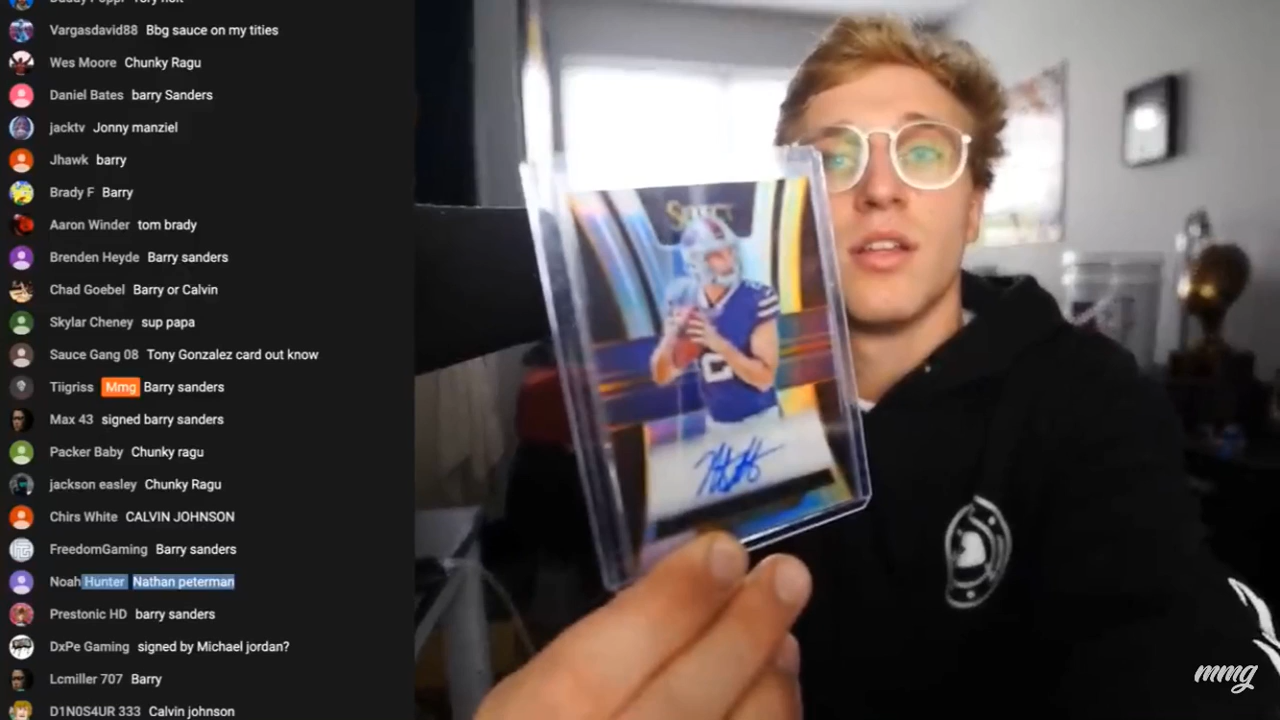 Vargasdavid88 Bbg sauce on my tities
Wes Moore Chunky Ragu
Daniel Bates barry Sanders
jacktv Jonny manziel
Jhawk barry
Brady F Barry
Aaron Winder tom brady
Brenden Heyde Barry sanders
Chad Goebel Barry or Calvin
Skylar Cheney sup papa
Sauce Gang 08 Tony Gonzalez card out know
Tiigriss Mmg Barry sanders
Max 43 signed barry sanders
Packer Baby Chunky ragu
jackson easley Chunky Ragu
Chirs White CALVIN JOHNSON
FreedomGaming Barry sanders
Noah Hunter Nathan peterman
Prestonic HD barry sanders
DxPe Gaming signed by Michael jordan?
Lcmiller 707 Barry
D1N0S4UR 333 Calvin johnson
SELECT
mmg